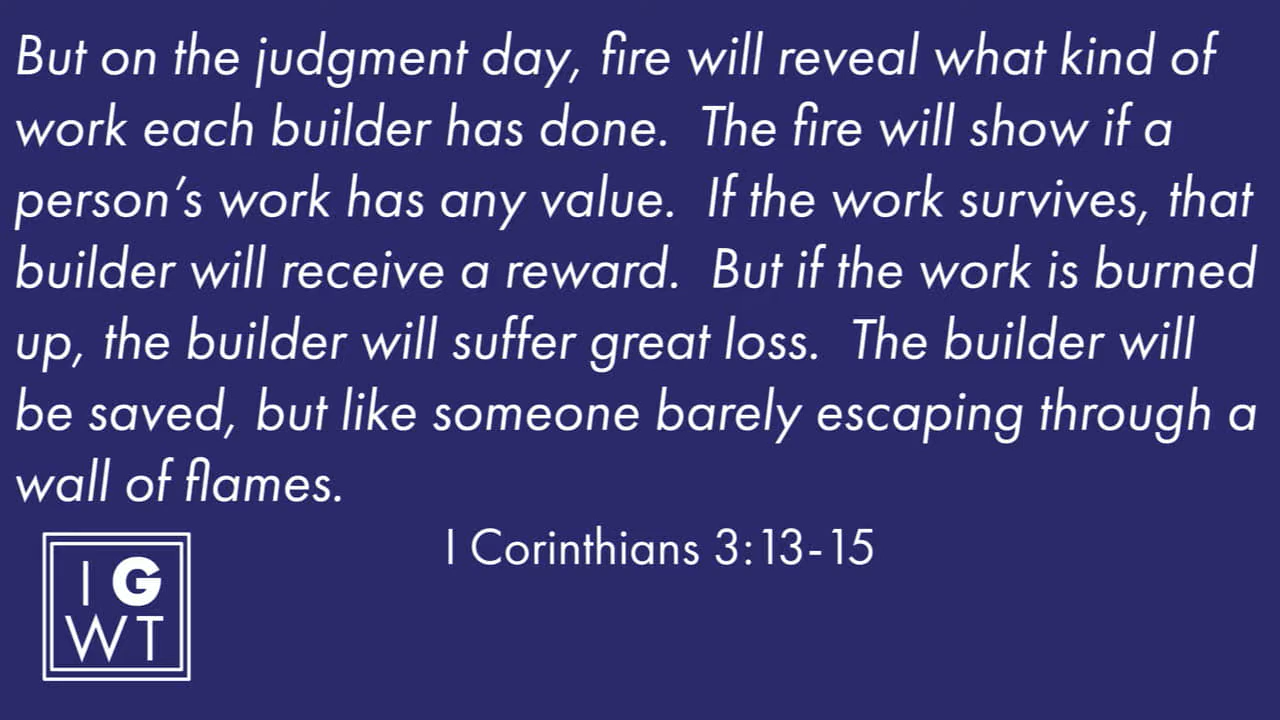 But on the judgment day, fire will reveal what kind of
work each builder has done.  The fire will show if a
person’s work has any value.  If the work survives, that
builder will receive a reward.  But if the work is burned
up, the builder will suffer great loss.  The builder will
be saved, but like someone barely escaping through a
wall of flames.
I Corinthians 3:13-15
I G
WT